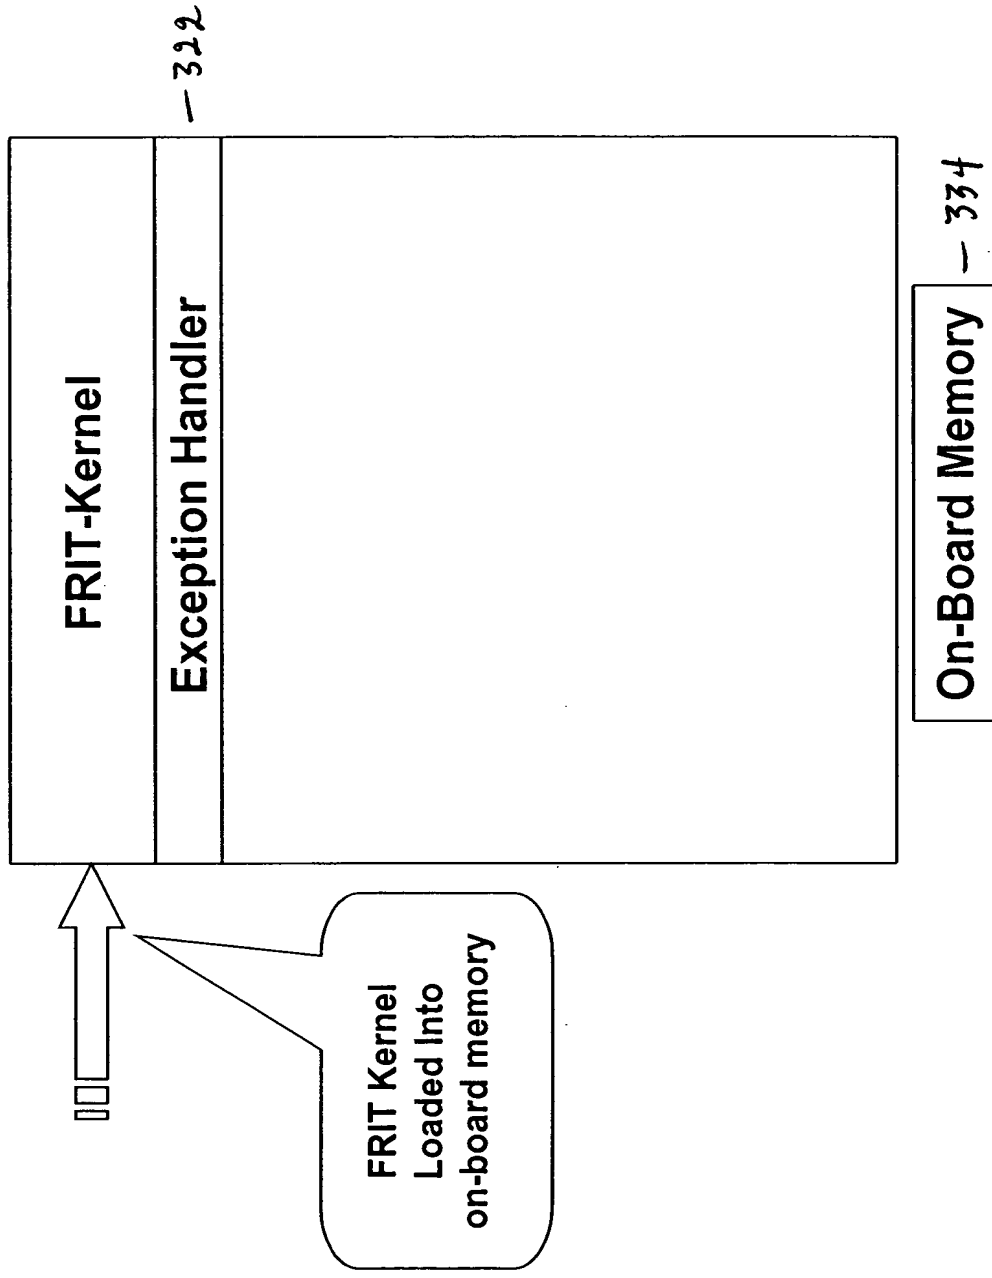 FRIT-Kernel
Exception Handler
— 322
FRIT Kernel
Loaded Into
on-board memory
On-Board Memory — 334